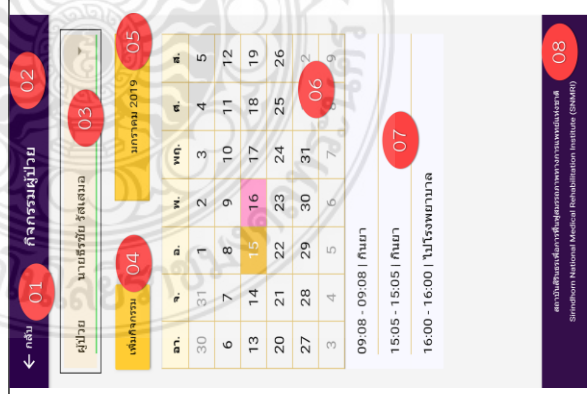 ← กลับ 01 กิจกรรมผู้ป่วย 02
ผู้ป่วย นายธีรชัย รัสเสมอ 03
เพิ่มกิจกรรม 04 มกราคม 2019 05
อา. จ. อ. พ. พฤ. ศ. ส.
30 31 1 2 3 4 5
6 7 8 9 10 11 12
13 14 15 16 17 18 19
20 21 22 23 24 25 26
27 28 29 30 31 2
3 4 5 6 7 8 9
06
09:08 - 09:08 | กินยา
15:05 - 15:05 | กินยา
16:00 - 16:00 | ไปโรงพยาบาล
07
สถาบันสิรินธรเพื่อการฟื้นฟูสมรรถภาพทางการแพทย์แห่งชาติ
Sirindhorn National Medical Rehabilitation Institute (SNMRI)
08